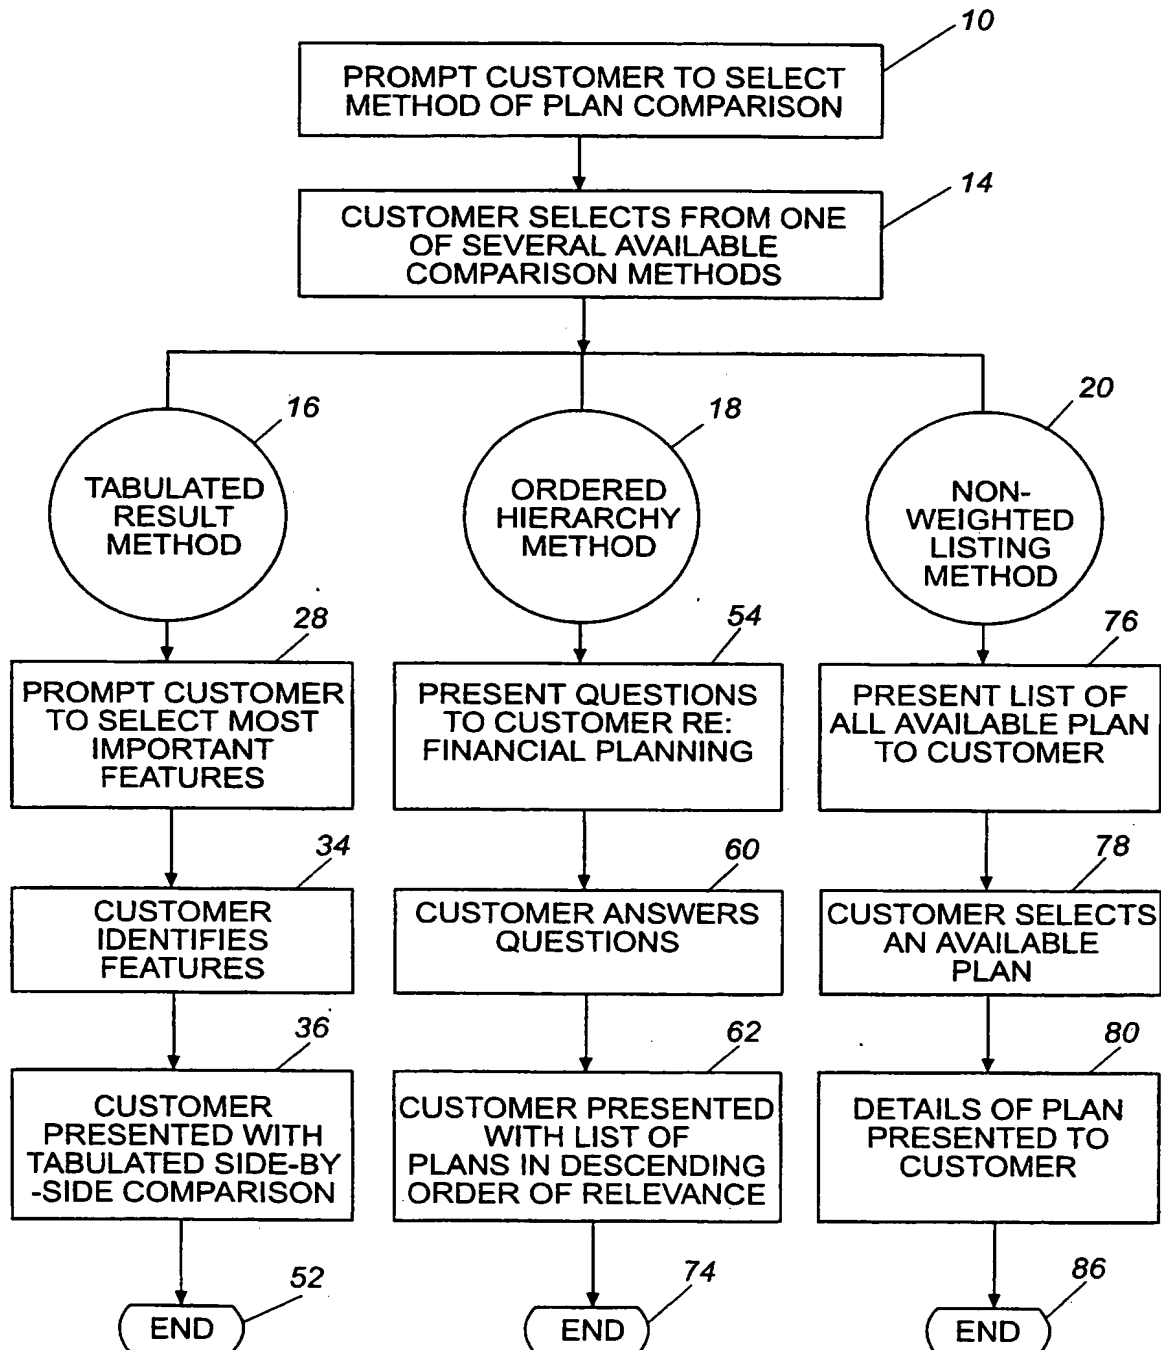 10
PROMPT CUSTOMER TO SELECT
METHOD OF PLAN COMPARISON
14
CUSTOMER SELECTS FROM ONE
OF SEVERAL AVAILABLE
COMPARISON METHODS
16
TABULATED
RESULT
METHOD
18
ORDERED
HIERARCHY
METHOD
20
NON-
WEIGHTED
LISTING
METHOD
28
PROMPT CUSTOMER
TO SELECT MOST
IMPORTANT
FEATURES
54
PRESENT QUESTIONS
TO CUSTOMER RE:
FINANCIAL PLANNING
76
PRESENT LIST OF
ALL AVAILABLE PLAN
TO CUSTOMER
34
CUSTOMER
IDENTIFIES
FEATURES
60
CUSTOMER ANSWERS
QUESTIONS
78
CUSTOMER SELECTS
AN AVAILABLE
PLAN
36
CUSTOMER
PRESENTED WITH
TABULATED SIDE-BY
-SIDE COMPARISON
62
CUSTOMER PRESENTED
WITH LIST OF
PLANS IN DESCENDING
ORDER OF RELEVANCE
80
DETAILS OF PLAN
PRESENTED TO
CUSTOMER
52
END
74
END
86
END